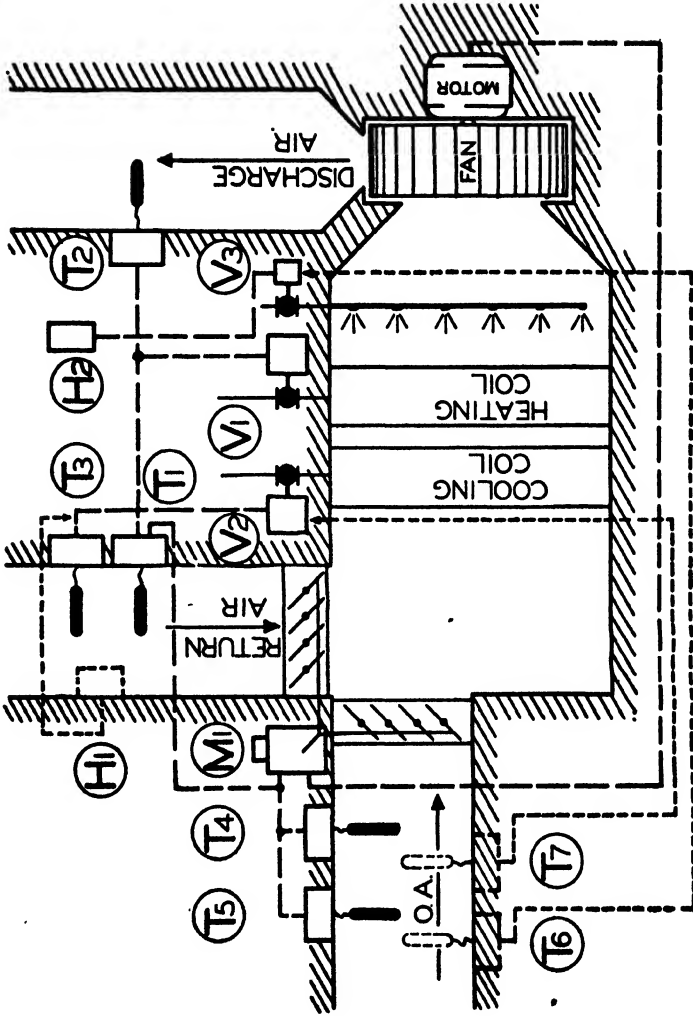 MOTOR
FAN
DISCHARGE
AIR
T2
V3
H2
V1
HEATING
COIL
T3
T1
COOLING
COIL
V2
RETURN
AIR
H1
M1
T4
T5
O.A.
T7
T6